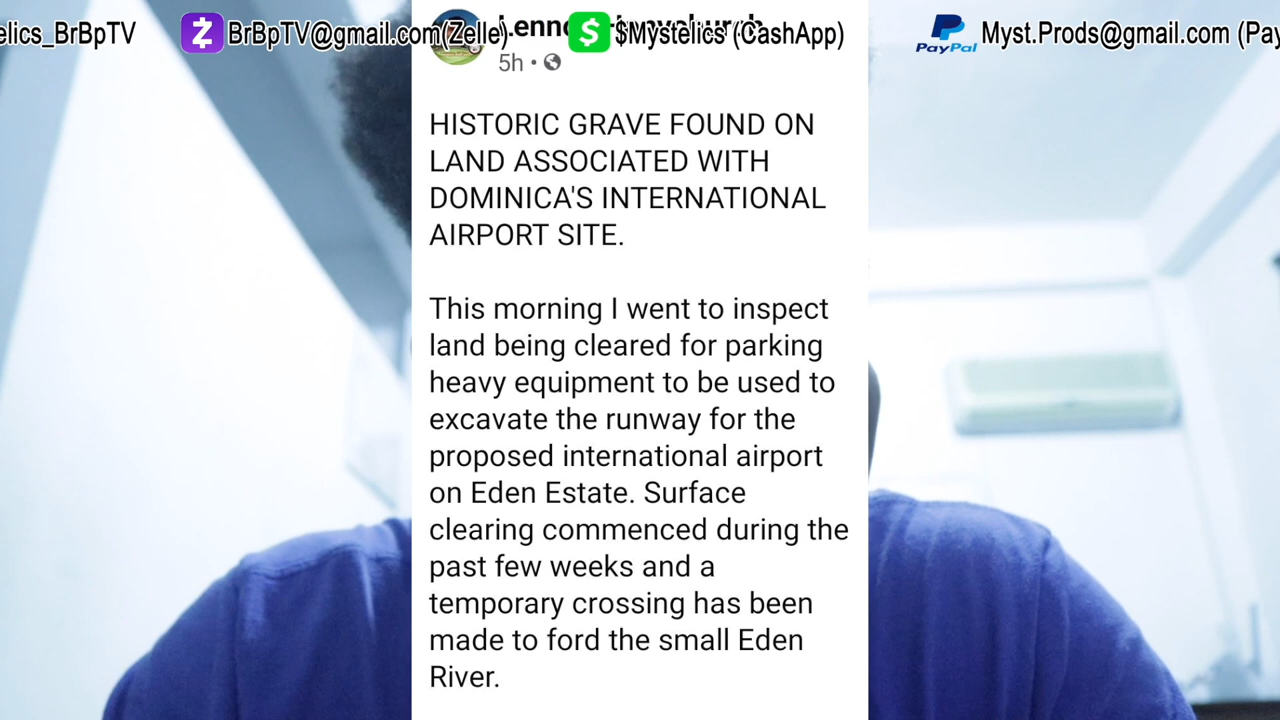 elics_BrBpTV
BrBpTV@gmail.com(Zelle)
$Mystelics (CashApp)
PayPal
Myst.Prods@gmail.com (Pay
5h
HISTORIC GRAVE FOUND ON
LAND ASSOCIATED WITH
DOMINICA'S INTERNATIONAL
AIRPORT SITE.
This morning I went to inspect
land being cleared for parking
heavy equipment to be used to
excavate the runway for the
proposed international airport
on Eden Estate. Surface
clearing commenced during the
past few weeks and a
temporary crossing has been
made to ford the small Eden
River.